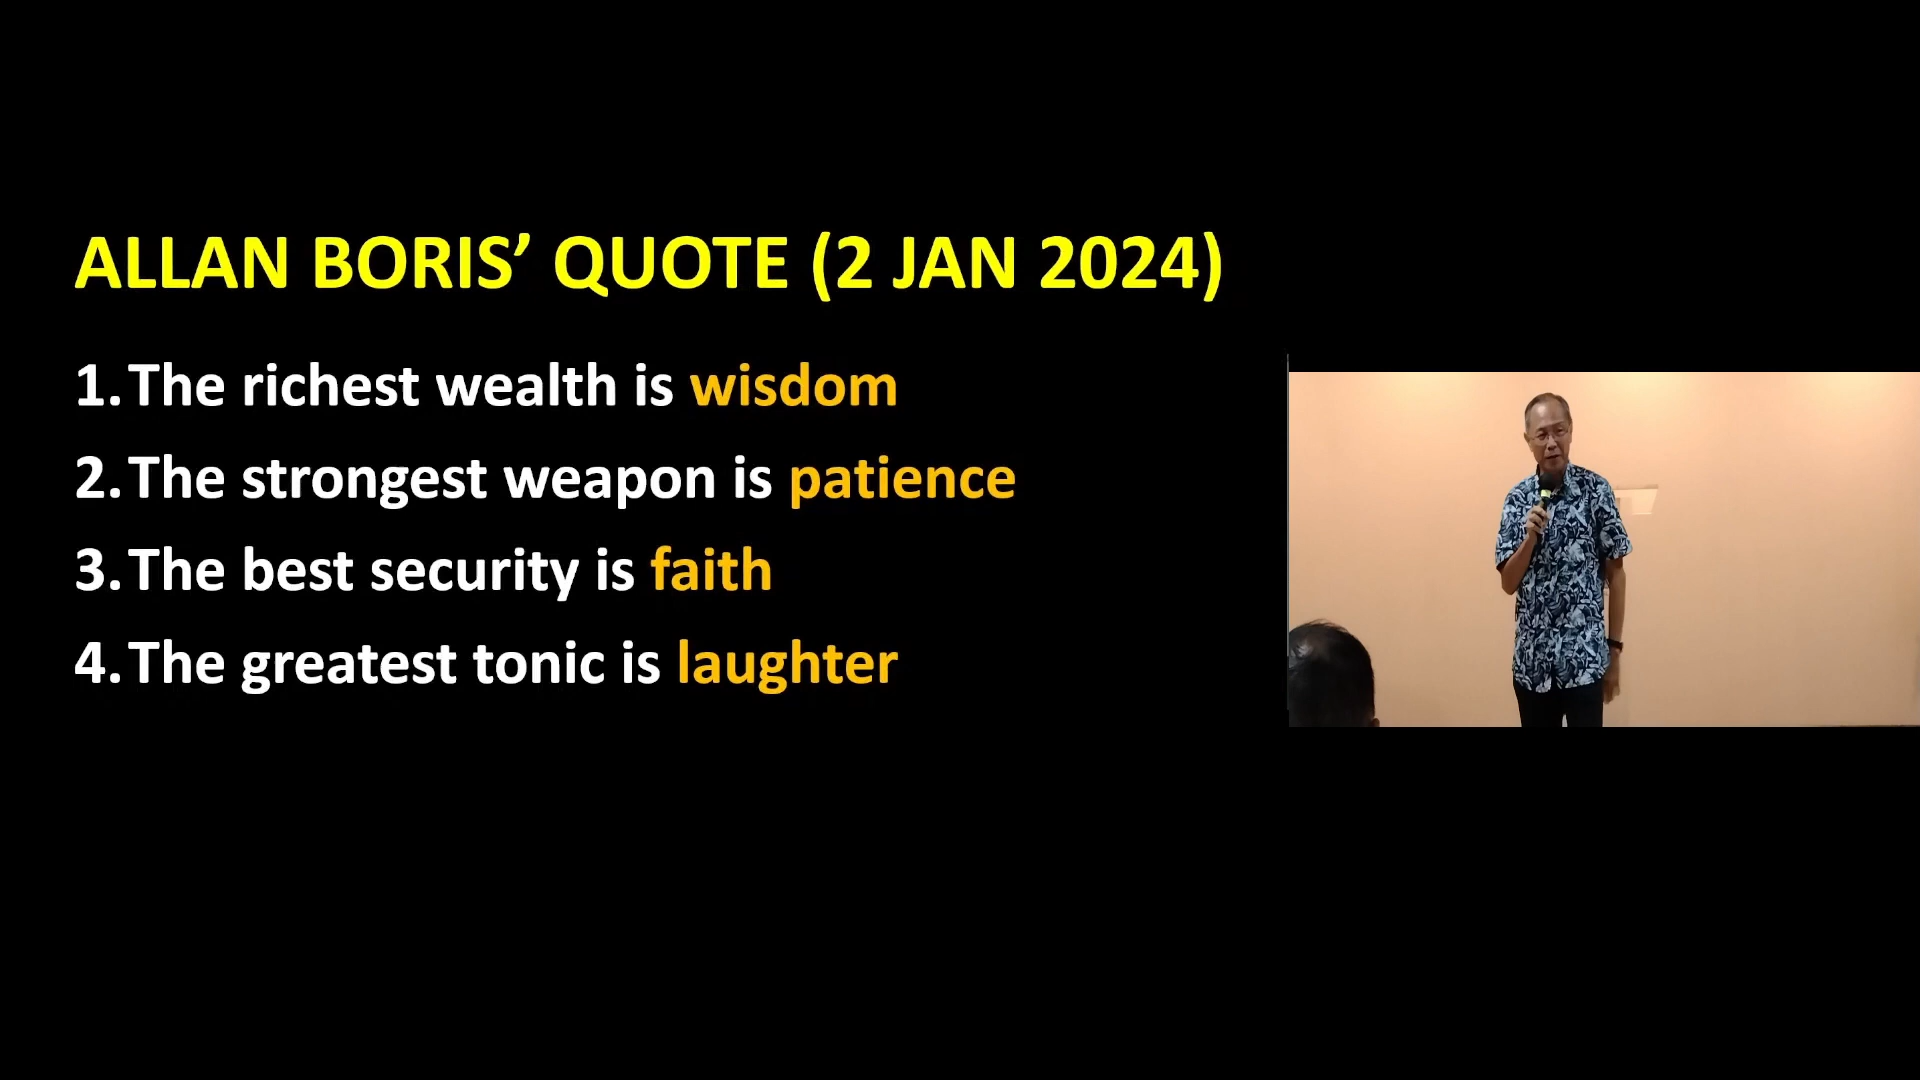 ALLAN BORIS’ QUOTE (2 JAN 2024)
1. The richest wealth is wisdom
2. The strongest weapon is patience
3. The best security is faith
4. The greatest tonic is laughter